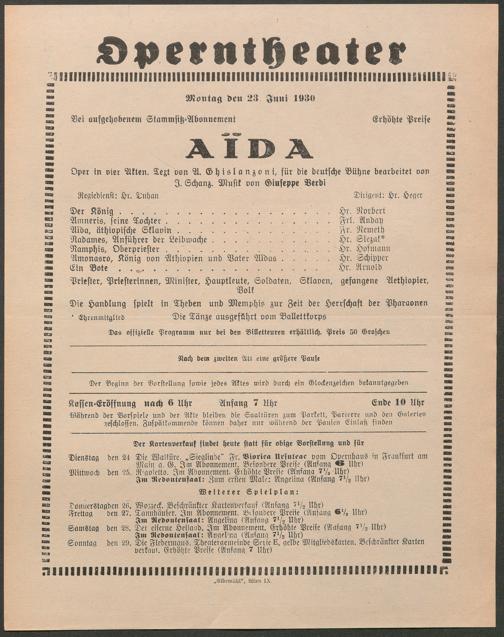 Operntheater
Montag den 23. Juni 1930
Bei aufgehobenem Stammsitz-Abonnement Erhöhte Preise
AÏDA
Oper in vier Akten. Text von A. Ghislanzoni, für die deutsche Bühne bearbeitet von
J. Schanz. Musik von Giuseppe Verdi
Regiedienst: Hr. Duhan Dirigent: Hr. Heger
Der König Hr. Norbert
Amneris, seine Tochter Frl. Anday
Aida, äthiopische Sklavin Fr. Nemeth
Radames, Anführer der Leibwache Hr. Slezak*
Ramphis, Oberpriester Hr. Hofmann
Amonasro, König von Äthiopien und Vater Aidas Hr. Schipper
Ein Bote Hr. Arnold
Priester, Priesterinnen, Minister, Hauptleute, Soldaten, Sklaven, gefangene Aethiopier,
Volk
Die Handlung spielt in Theben und Memphis zur Zeit der Herrschaft der Pharaonen
* Ehrenmitglied Die Tänze ausgeführt vom Ballettkorps
Das offizielle Programm nur bei den Billetteuren erhältlich. Preis 50 Groschen
Nach dem zweiten Akt eine größere Pause
Der Beginn der Vorstellung sowie jedes Aktes wird durch ein Glockenzeichen bekanntgegeben
Kassen-Eröffnung nach 6 Uhr Anfang 7 Uhr Ende 10 Uhr
Während der Vorspiele und der Akte bleiben die Saaltüren zum Parkett, Parterre und den Galerien
geschlossen. Zuspätkommende können daher nur während der Pausen Einlaß finden
Der Kartenverkauf findet heute statt für obige Vorstellung und für
Dienstag den 24. Die Walküre. „Sieglinde" Fr. Viorica Ursuleac vom Opernhaus in Frankfurt am
Main a. G. Im Abonnement. Besondere Preise (Anfang 6 Uhr)
Mittwoch den 25. Rigoletto. Im Abonnement. Erhöhte Preise (Anfang 7½ Uhr)
Im Redoutensaal: Zum ersten Male: Angelina (Anfang 7½ Uhr)
Weiterer Spielplan:
Donnerstag den 26. Wozzeck. Beschränkter Kartenverkauf (Anfang 7½ Uhr)
Freitag den 27. Tannhäuser. Im Abonnement. Besondere Preise (Anfang 6½ Uhr)
Im Redoutensaal: Angelina (Anfang 7½ Uhr)
Samstag den 28. Der eiserne Heiland. Im Abonnement. Erhöhte Preise (Anfang 7½ Uhr)
Im Redoutensaal: Angelina (Anfang 7½ Uhr)
Sonntag den 29. Die Fledermaus. Theatergemeinde Serie E, gelbe Mitgliedskarten. Beschränkter Karten
verkauf. Erhöhte Preise (Anfang 7 Uhr)
„Elbemühl", Wien IX.